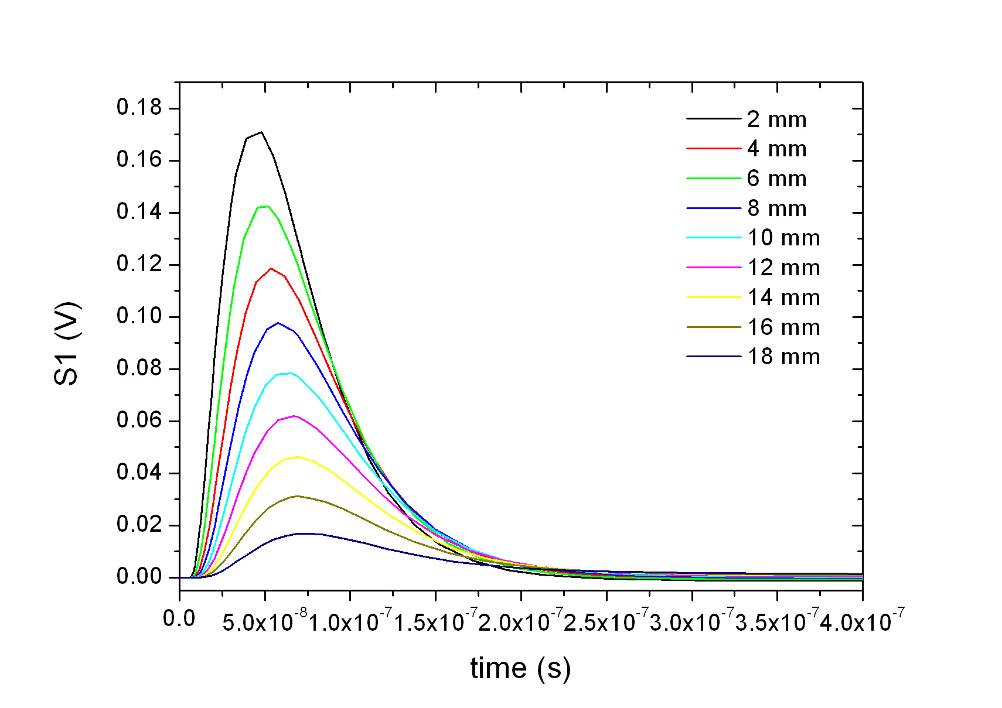 0.18
0.16
0.14
0.12
0.10
0.08
0.06
0.04
0.02
0.00
S1 (V)
2 mm
4 mm
6 mm
8 mm
10 mm
12 mm
14 mm
16 mm
18 mm
0.0 5.0x10⁻⁸ 1.0x10⁻⁷ 1.5x10⁻⁷ 2.0x10⁻⁷ 2.5x10⁻⁷ 3.0x10⁻⁷ 3.5x10⁻⁷ 4.0x10⁻⁷
time (s)